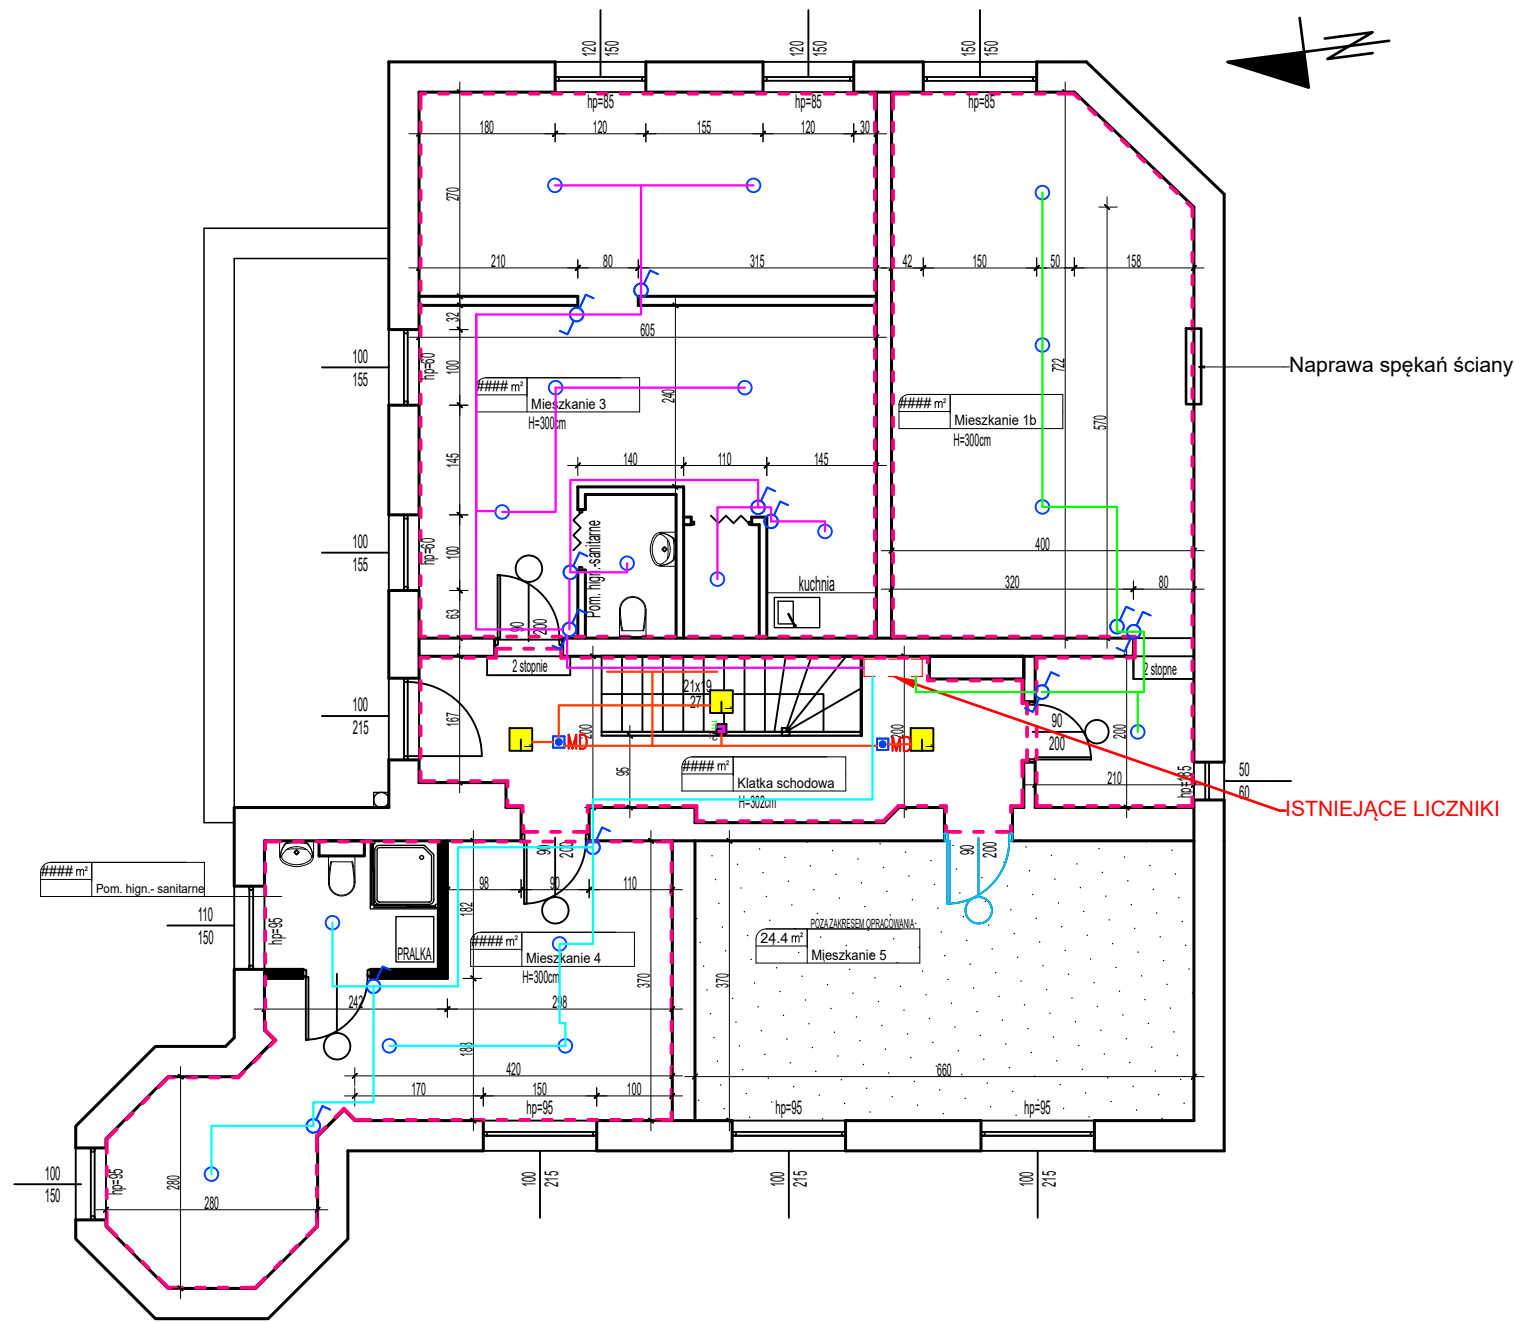 120
150
120
150
150
150
hp=85
hp=85
hp=85
180
120
155
120
30
270
210
80
315
42
150
50
158
32
605
100
155
hp=60
100
#### m²
Mieszkanie 3
H=300cm
240
722
570
Naprawa spękań ściany
#### m²
Mieszkanie 1b
H=300cm
145
140
110
145
100
155
hp=60
100
Pom. hign.-sanitarne
400
kuchnia
320
80
63
90
200
2 stopnie
2 stopne
21x19
27
100
215
167
200
MD
MD
200
90
200
200
95
#### m²
Klatka schodowa
H=302cm
210
hp=185
50
60
ISTNIEJĄCE LICZNIKI
90
200
90
200
#### m²
Pom. hign.- sanitarne
98
90
110
182
110
150
hp=95
PRALKA
#### m²
Mieszkanie 4
H=300cm
370
370
POZA ZAKRESEM OPRACOWANIA
24.4 m²
Mieszkanie 5
242
298
188
420
660
170
150
100
hp=95
hp=95
hp=95
100
150
hp=95
280
280
100
215
100
215
100
215